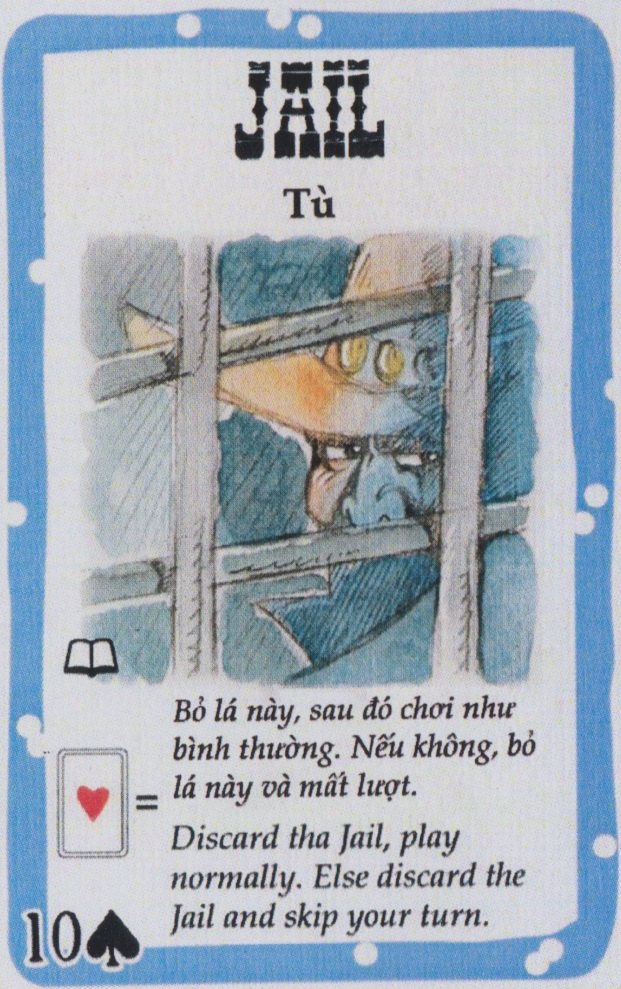 JAIL
Tù
Bỏ lá này, sau đó chơi như
bình thường. Nếu không, bỏ
lá này và mất lượt.
=
Discard tha Jail, play
normally. Else discard the
Jail and skip your turn.
10♠